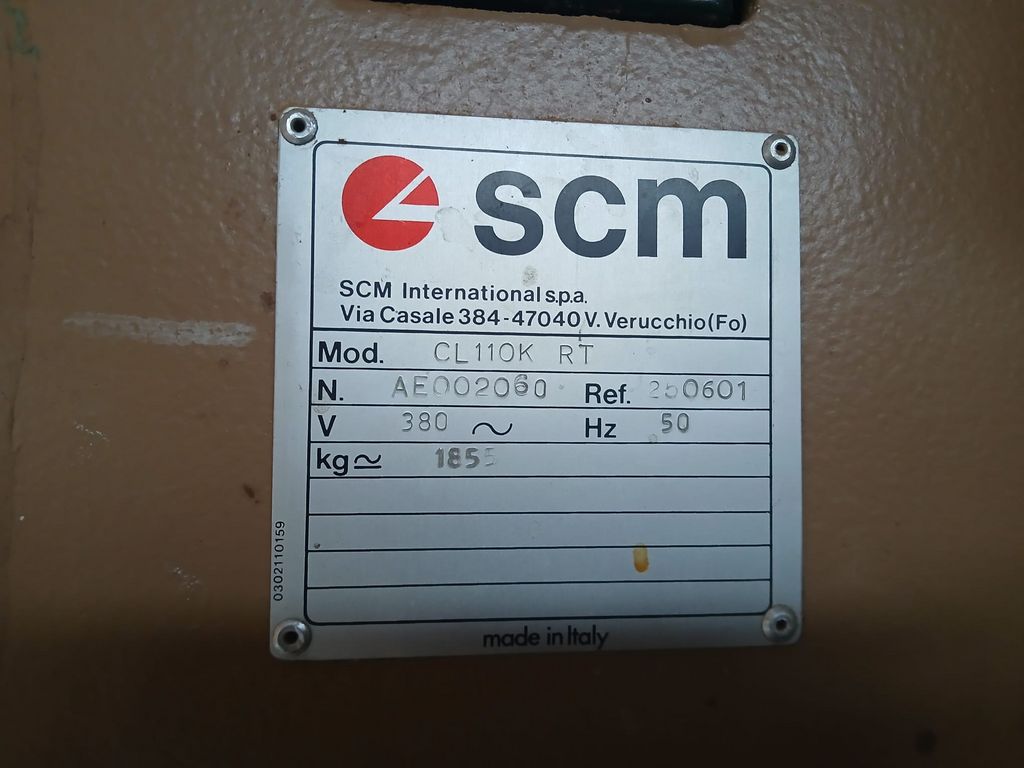 scm
SCM International s.p.a.
Via Casale 384-47040 V. Verucchio (Fo)
Mod. CL110K RT
N. AE002060 Ref. 250601
V 380 ~ Hz 50
kg ≃ 1855
0302110159
made in Italy